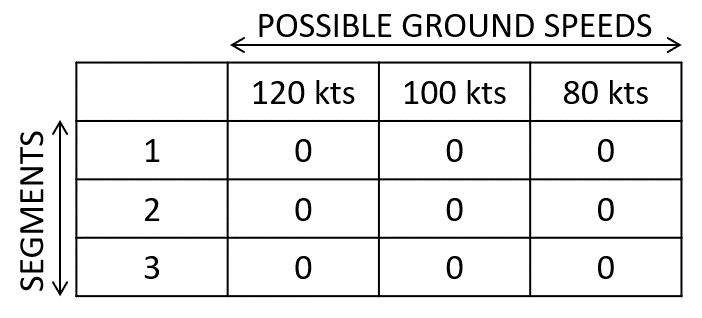 POSSIBLE GROUND SPEEDS
120 kts 100 kts 80 kts
SEGMENTS
1 0 0 0
2 0 0 0
3 0 0 0